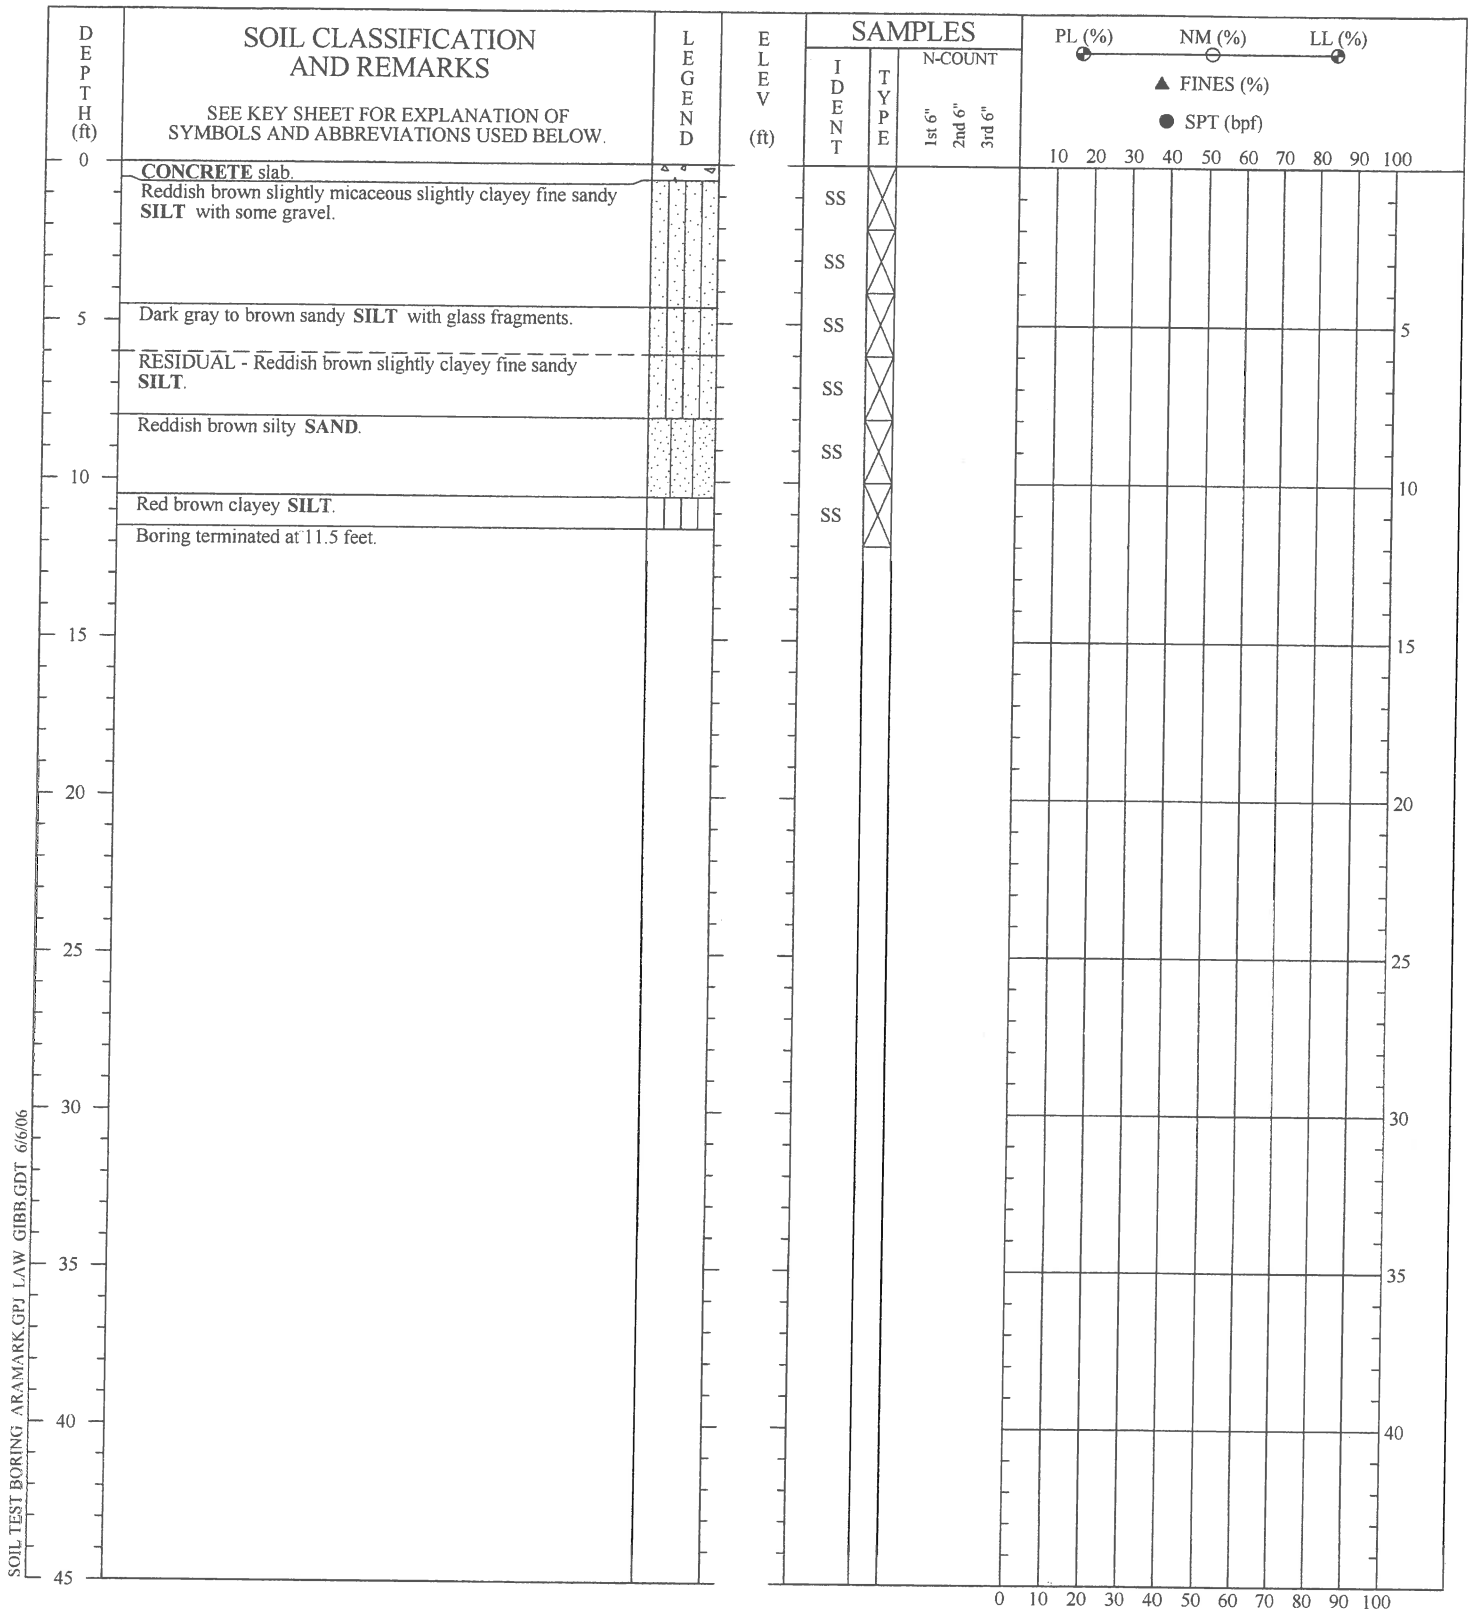 DEPTH (ft)
SOIL CLASSIFICATION
AND REMARKS
SEE KEY SHEET FOR EXPLANATION OF
SYMBOLS AND ABBREVIATIONS USED BELOW.
LEGEND
ELEV (ft)
SAMPLES
IDENT
TYPE
N-COUNT
1st 6"
2nd 6"
3rd 6"
PL (%) NM (%) LL (%)
▲ FINES (%)
● SPT (bpf)
10 20 30 40 50 60 70 80 90 100
0
CONCRETE slab.
Reddish brown slightly micaceous slightly clayey fine sandy
SILT with some gravel.
SS
SS
5
Dark gray to brown sandy SILT with glass fragments.
SS
5
RESIDUAL - Reddish brown slightly clayey fine sandy
SILT.
SS
Reddish brown silty SAND.
SS
10
10
Red brown clayey SILT.
SS
Boring terminated at 11.5 feet.
15
15
20
20
25
25
30
30
35
35
40
40
45
0 10 20 30 40 50 60 70 80 90 100
SOIL TEST BORING ARAMARK.GPJ LAW GIBB.GDT 6/6/06